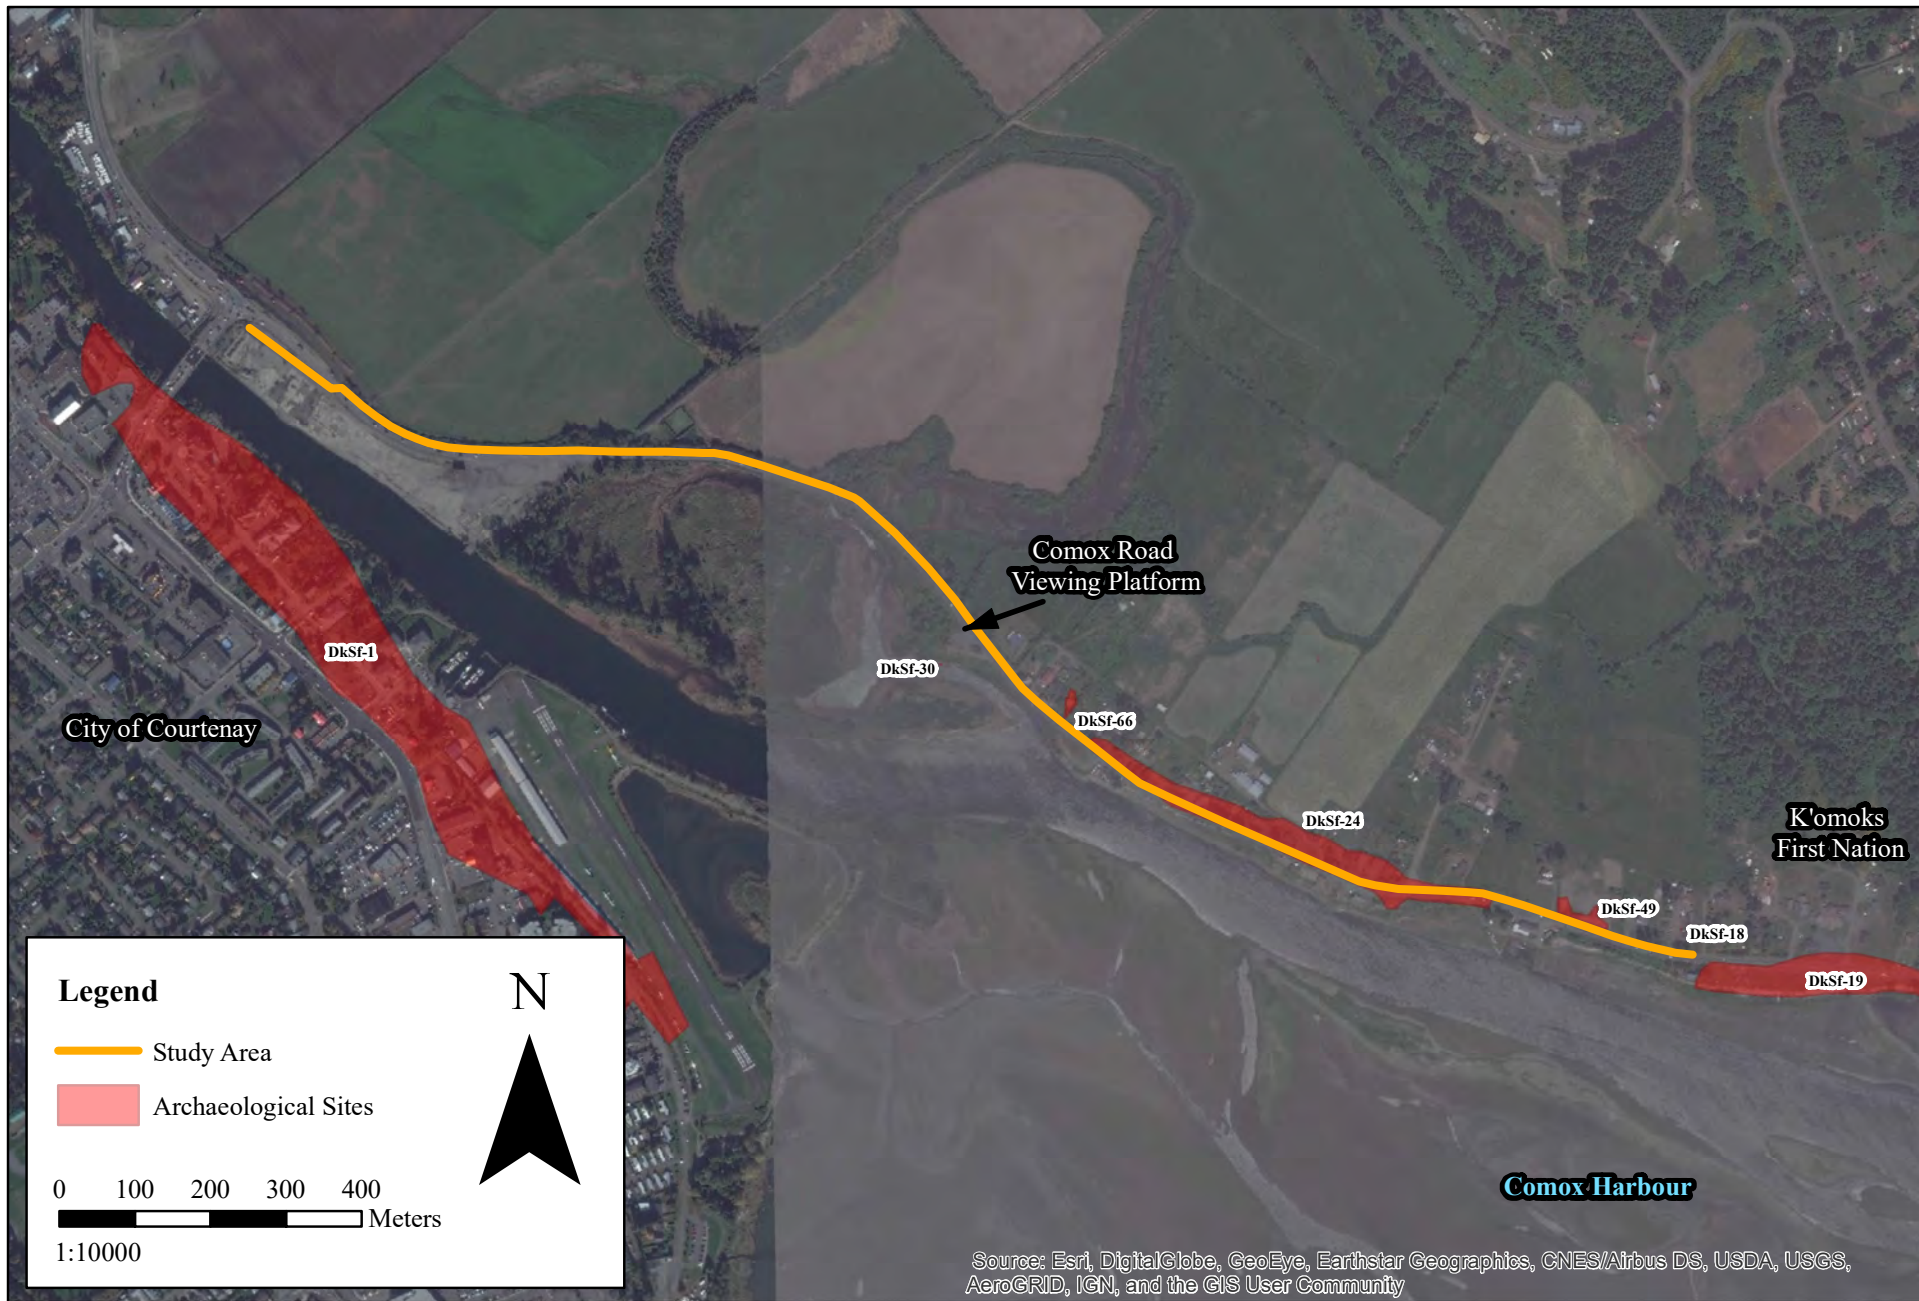 Comox Road
Viewing Platform
DkSf-1
DkSf-30
City of Courtenay
DkSf-66
DkSf-24
K'omoks
First Nation
DkSf-49
DkSf-18
DkSf-19
Legend
N
Study Area
Archaeological Sites
0 100 200 300 400
Meters
1:10000
Comox Harbour
Source: Esri, DigitalGlobe, GeoEye, Earthstar Geographics, CNES/Airbus DS, USDA, USGS,
AeroGRID, IGN, and the GIS User Community